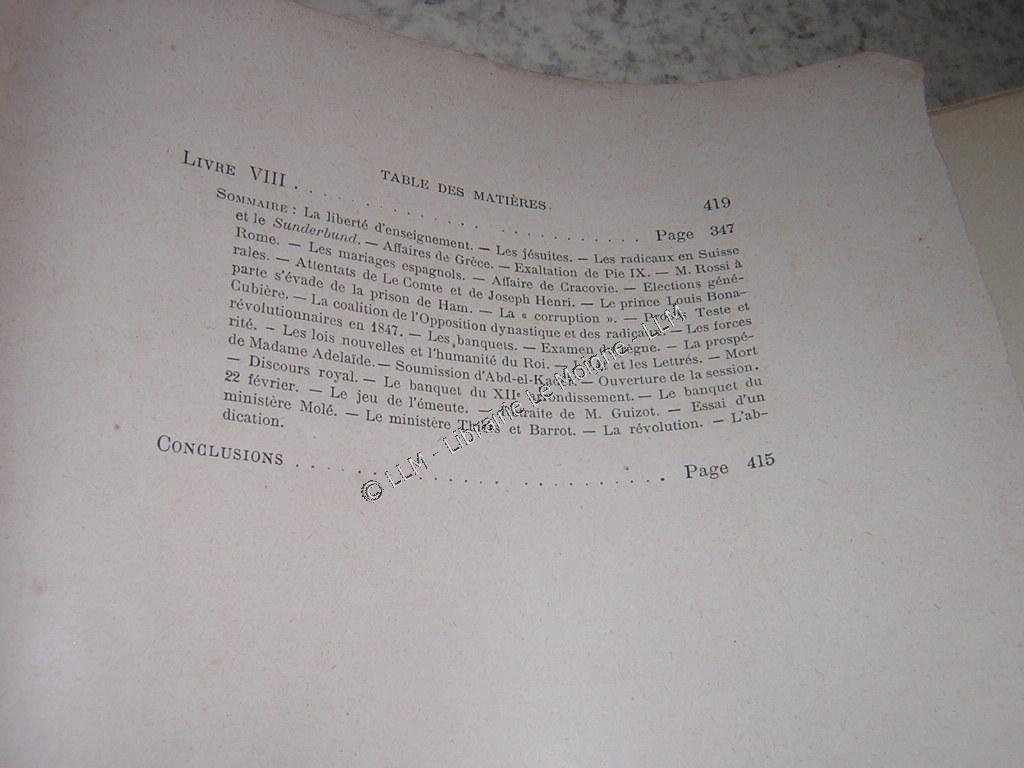 TABLE DES MATIÈRES. 419
LIVRE VIII . . . . . . . . . . . . . . . . . . . . . . . Page 347
SOMMAIRE : La liberté d'enseignement. — Les jésuites. — Les radicaux en Suisse
et le Sunderbund. — Affaires de Grèce. — Exaltation de Pie IX. — M. Rossi à
Rome. — Les mariages espagnols. — Affaire de Cracovie. — Elections géné-
rales. — Attentats de Le Comte et de Joseph Henri. — Le prince Louis Bona-
parte s'évade de la prison de Ham. — La « corruption ». — Procès Teste et
Cubière. — La coalition de l'Opposition dynastique et des radicaux. — Les forces
révolutionnaires en 1847. — Les banquets. — Examen du règne. — La prospé-
rité. — Les lois nouvelles et l'humanité du Roi. — et les Lettrés. — Mort
de Madame Adelaïde. — Soumission d'Abd-el-Kader. — Ouverture de la session.
— Discours royal. — Le banquet du XIIe arrondissement. — Le banquet du
22 février. — Le jeu de l'émeute. — Retraite de M. Guizot. — Essai d'un
ministère Molé. — Le ministère Thiers et Barrot. — La révolution. — L'ab-
dication.
CONCLUSIONS . . . . . . . . . . . . . . . . . . . . . . Page 415
© LLM - Librairie Le Moigne - LLM